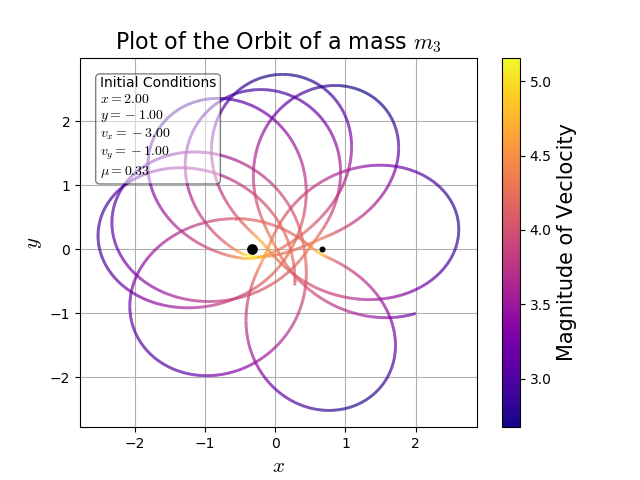 Plot of the Orbit of a mass m₃
Initial Conditions
x = 2.00
y = −1.00
vₓ = −3.00
v_y = −1.00
μ = 0.33
2
1
0
−1
−2
y
−2
−1
0
1
2
x
5.0
4.5
4.0
3.5
3.0
Magnitude of Veclocity